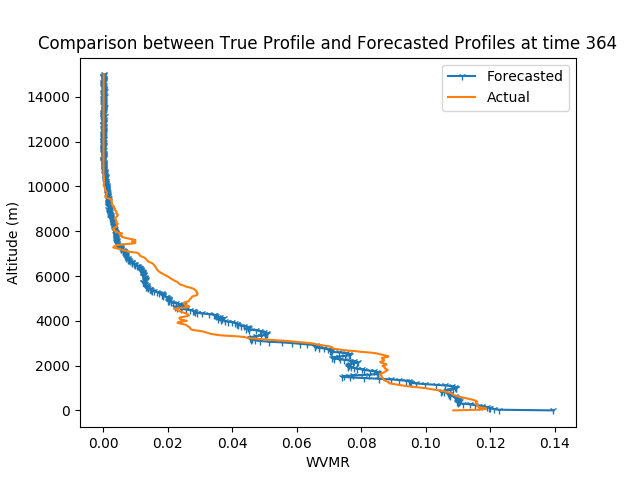 Comparison between True Profile and Forecasted Profiles at time 364
Forecasted
Actual
14000
12000
10000
8000
6000
4000
2000
0
Altitude (m)
0.00 0.02 0.04 0.06 0.08 0.10 0.12 0.14
WVMR